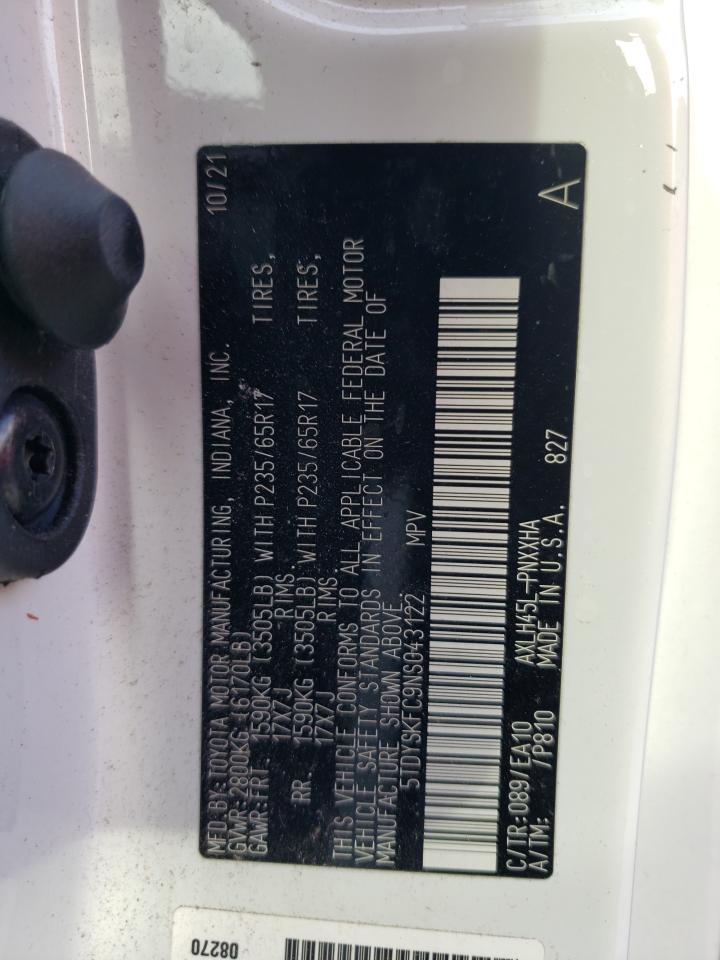 MFD.BY:TOYOTA MOTOR MANUFACTURING, INDIANA, INC. 10/21
GVWR:2800KG (6170LB)
GAWR:FRT. 1590KG (3505LB) WITH P235/65R17 TIRES,
17X7J RIMS.
RR. 1590KG (3505LB) WITH P235/65R17 TIRES,
17X7J RIMS.
THIS VEHICLE CONFORMS TO ALL APPLICABLE FEDERAL MOTOR
VEHICLE SAFETY STANDARDS IN EFFECT ON THE DATE OF
MANUFACTURE SHOWN ABOVE.
5TDYSKFC9NS043122 MPV
C/TR:089/EA10 AXLH45L-PNXXHA 827 A
A/TM: /P810 MADE IN U.S.A.
08270